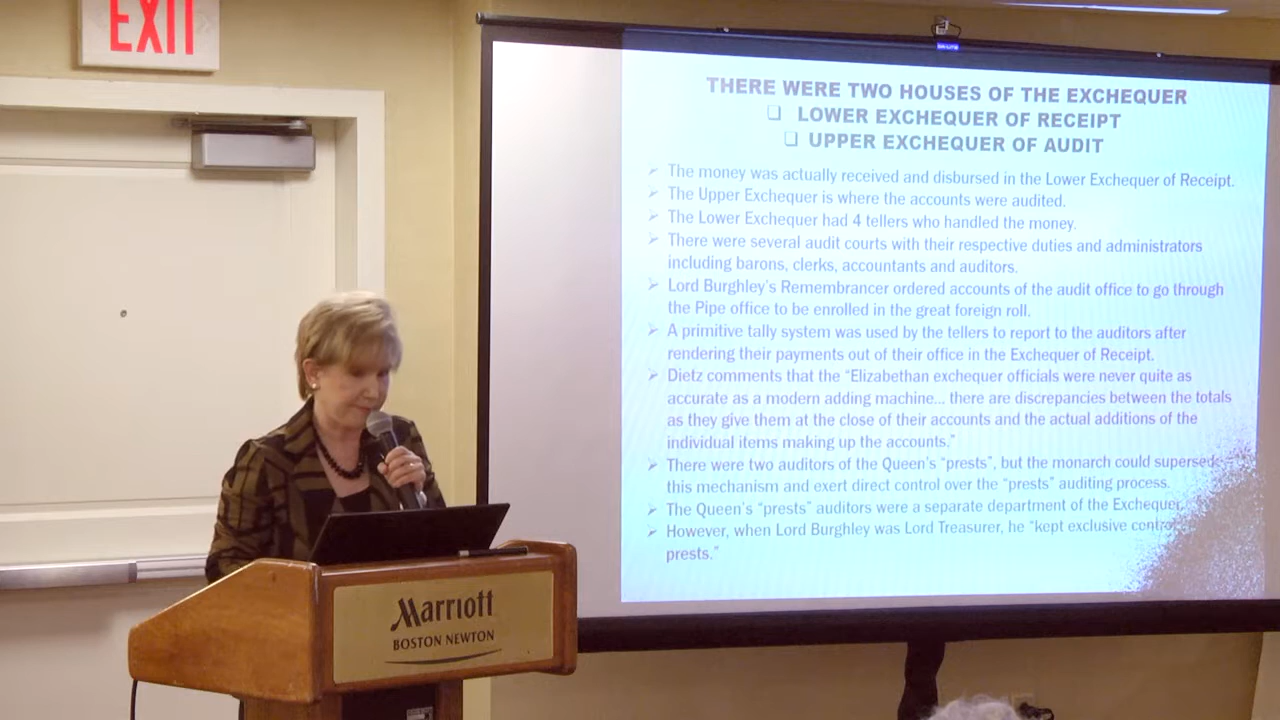 EXIT
THERE WERE TWO HOUSES OF THE EXCHEQUER
❑ LOWER EXCHEQUER OF RECEIPT
❑ UPPER EXCHEQUER OF AUDIT
➢ The money was actually received and disbursed in the Lower Exchequer of Receipt.
➢ The Upper Exchequer is where the accounts were audited.
➢ The Lower Exchequer had 4 tellers who handled the money.
➢ There were several audit courts with their respective duties and administrators
including barons, clerks, accountants and auditors.
➢ Lord Burghley's Remembrancer ordered accounts of the audit office to go through
the Pipe office to be enrolled in the great foreign roll.
➢ A primitive tally system was used by the tellers to report to the auditors after
rendering their payments out of their office in the Exchequer of Receipt.
➢ Dietz comments that the “Elizabethan exchequer officials were never quite as
accurate as a modern adding machine... there are discrepancies between the totals
as they give them at the close of their accounts and the actual additions of the
individual items making up the accounts.”
➢ There were two auditors of the Queen's “prests”, but the monarch could supersede
this mechanism and exert direct control over the “prests” auditing process.
➢ The Queen's “prests” auditors were a separate department of the Exchequer.
➢ However, when Lord Burghley was Lord Treasurer, he “kept exclusive control
prests.”
Marriott
BOSTON NEWTON